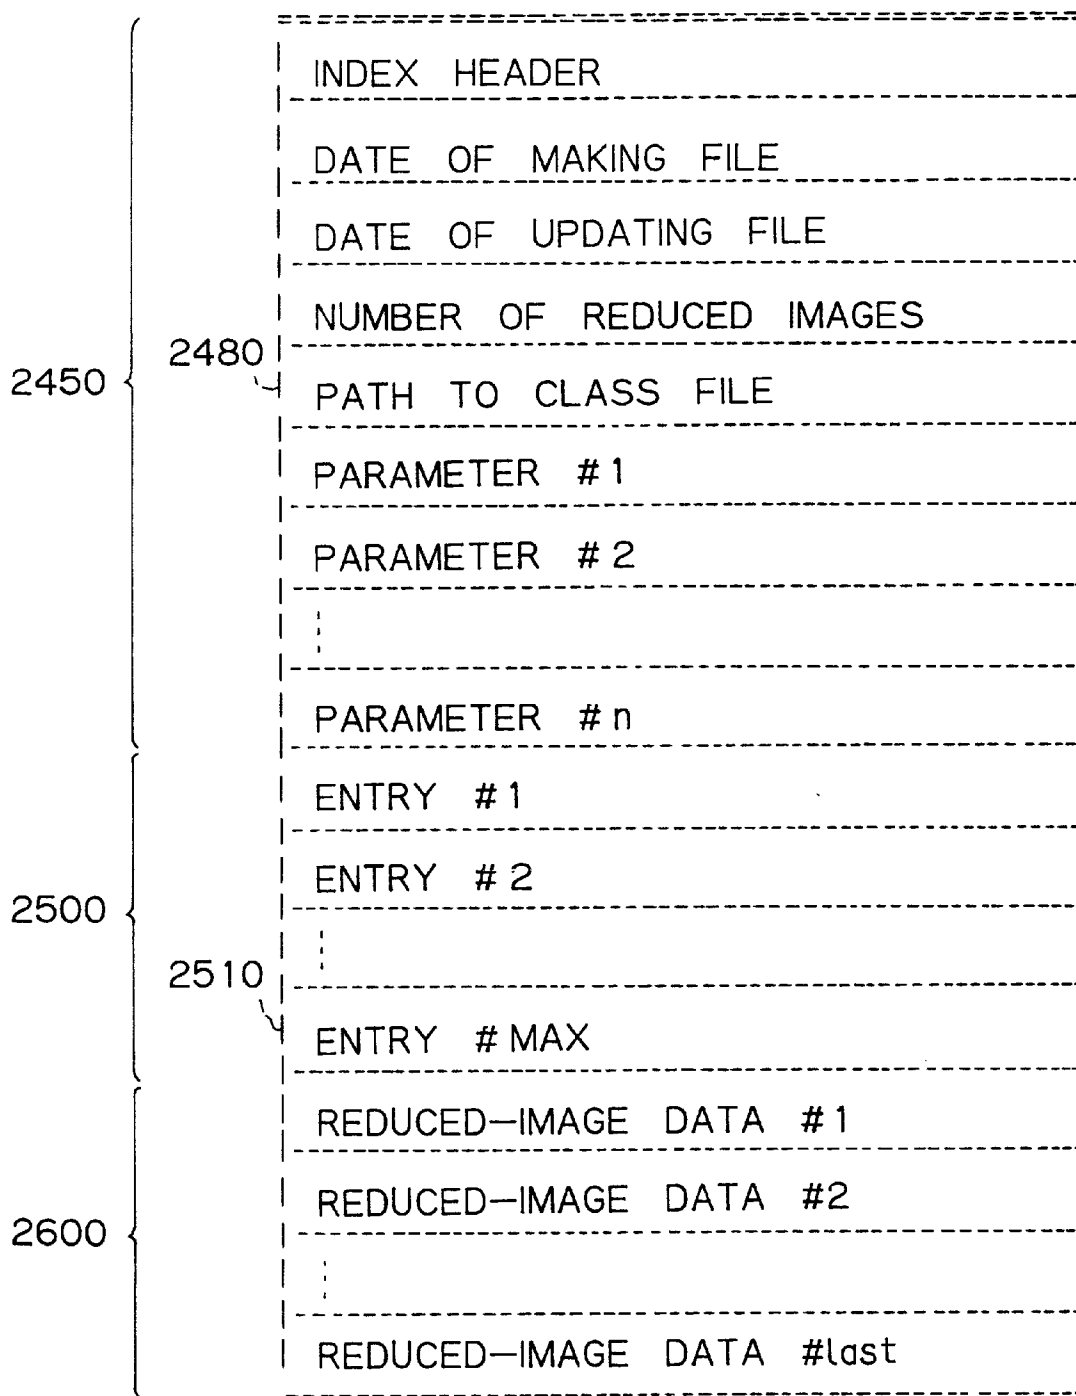 INDEX HEADER
DATE OF MAKING FILE
DATE OF UPDATING FILE
NUMBER OF REDUCED IMAGES
2480
2450
PATH TO CLASS FILE
PARAMETER #1
PARAMETER #2
PARAMETER #n
ENTRY #1
ENTRY #2
2500
2510
ENTRY #MAX
REDUCED-IMAGE DATA #1
REDUCED-IMAGE DATA #2
2600
REDUCED-IMAGE DATA #last